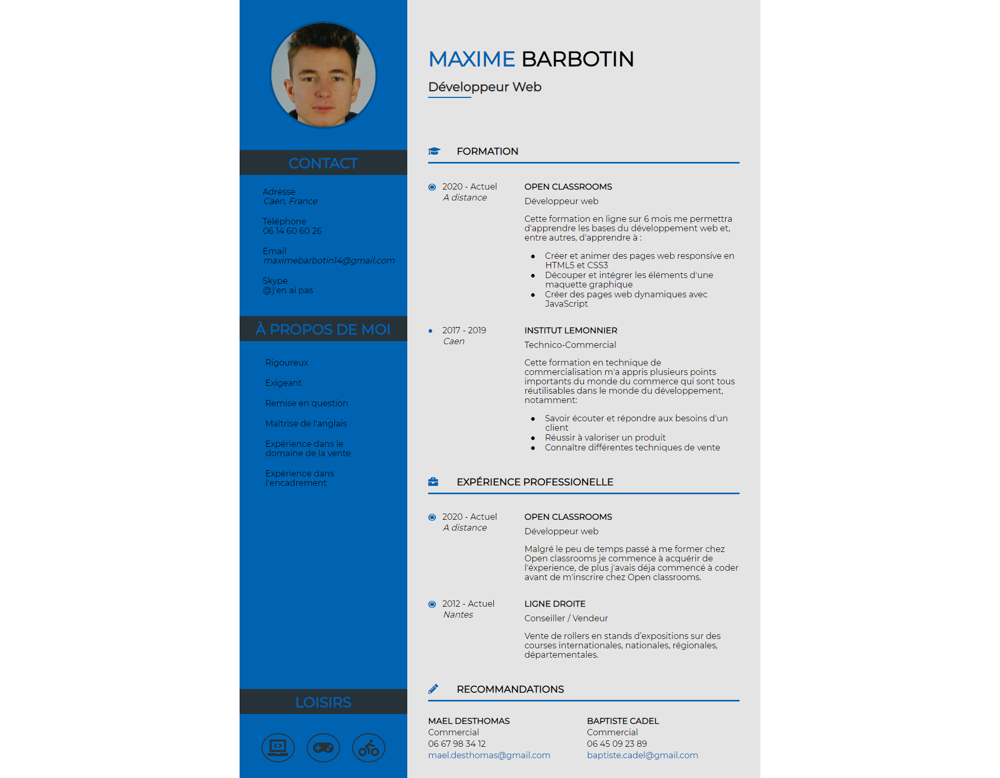 MAXIME BARBOTIN
Développeur Web
CONTACT
Adresse
Caen, France
Téléphone
06 14 60 60 26
Email
maximebarbotin14@gmail.com
Skype
@j'en ai pas
À PROPOS DE MOI
Rigoureux
Exigeant
Remise en question
Maîtrise de l'anglais
Expérience dans le
domaine de la vente
Expérience dans
l'encadrement
LOISIRS
FORMATION
2020 - Actuel
A distance
OPEN CLASSROOMS
Développeur web
Cette formation en ligne sur 6 mois me permettra
d'apprendre les bases du développement web et,
entre autres, d'apprendre à :
● Créer et animer des pages web responsive en
HTML5 et CSS3
● Découper et intégrer les éléments d'une
maquette graphique
● Créer des pages web dynamiques avec
JavaScript
2017 - 2019
Caen
INSTITUT LEMONNIER
Technico-Commercial
Cette formation en technique de
commercialisation m'a appris plusieurs points
importants du monde du commerce qui sont tous
réutilisables dans le monde du développement,
notamment:
● Savoir écouter et répondre aux besoins d'un
client
● Réussir à valoriser un produit
● Connaître différentes techniques de vente
EXPÉRIENCE PROFESSIONELLE
2020 - Actuel
A distance
OPEN CLASSROOMS
Développeur web
Malgré le peu de temps passé à me former chez
Open classrooms je commence à acquérir de
l'éxperience, de plus j'avais déja commencé à coder
avant de m'inscrire chez Open classrooms.
2012 - Actuel
Nantes
LIGNE DROITE
Conseiller / Vendeur
Vente de rollers en stands d’expositions sur des
courses internationales, nationales, régionales,
départementales.
RECOMMANDATIONS
MAEL DESTHOMAS
Commercial
06 67 98 34 12
mael.desthomas@gmail.com
BAPTISTE CADEL
Commercial
06 45 09 23 89
baptiste.cadel@gmail.com